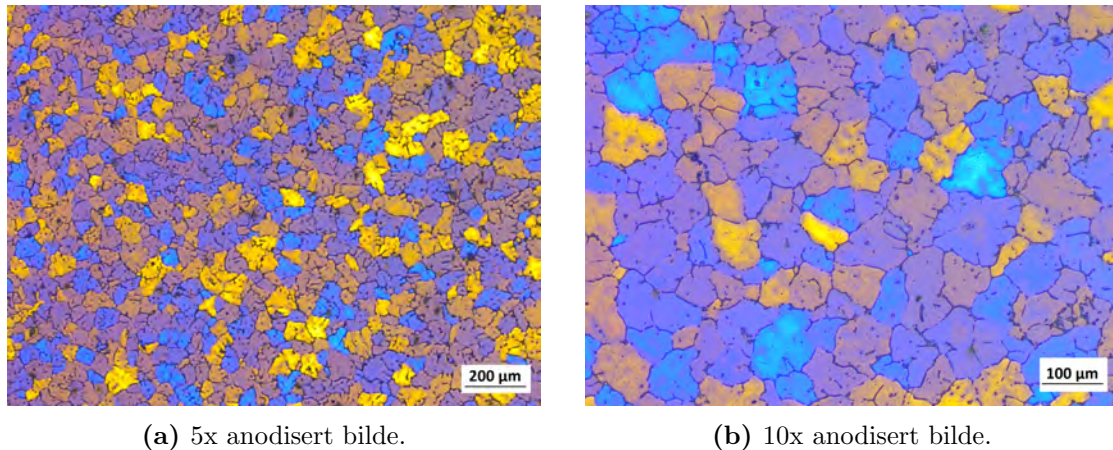 200 µm
100 µm
(a) 5x anodisert bilde.
(b) 10x anodisert bilde.